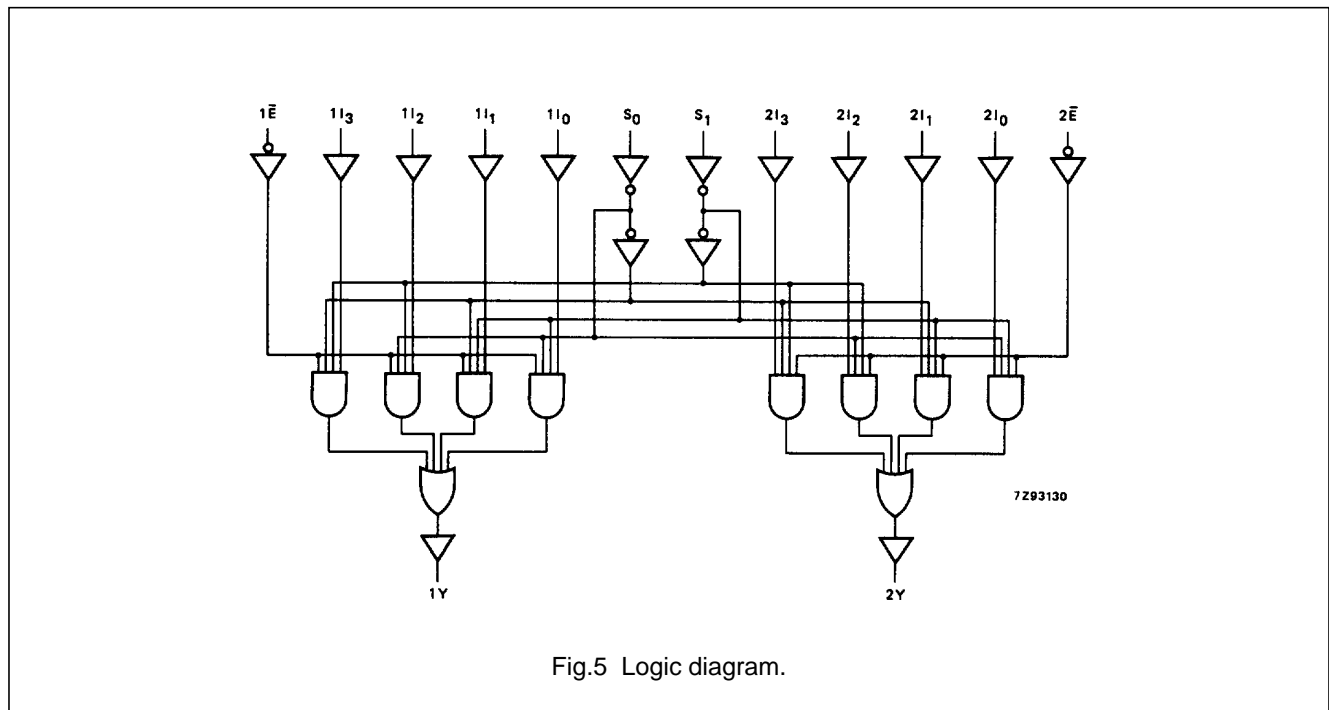 1Ē 1I₃ 1I₂ 1I₁ 1I₀ S₀ S₁ 2I₃ 2I₂ 2I₁ 2I₀ 2Ē
7Z93130
1Y 2Y
Fig.5 Logic diagram.